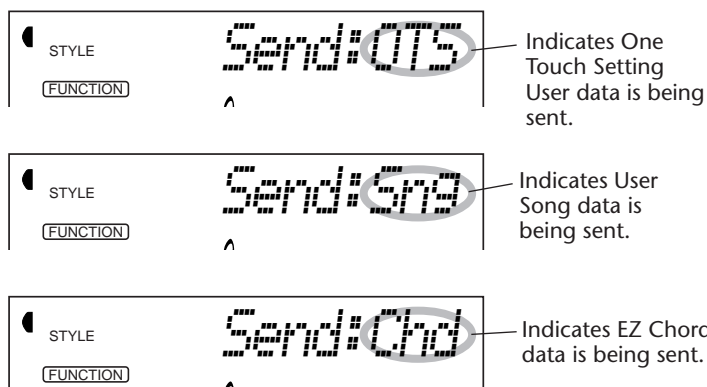 STYLE
Send:OTS
FUNCTION
Indicates One
Touch Setting
User data is being
sent.
STYLE
Send:Sng
FUNCTION
Indicates User
Song data is
being sent.
STYLE
Send:Chd
FUNCTION
Indicates EZ Chord
data is being sent.